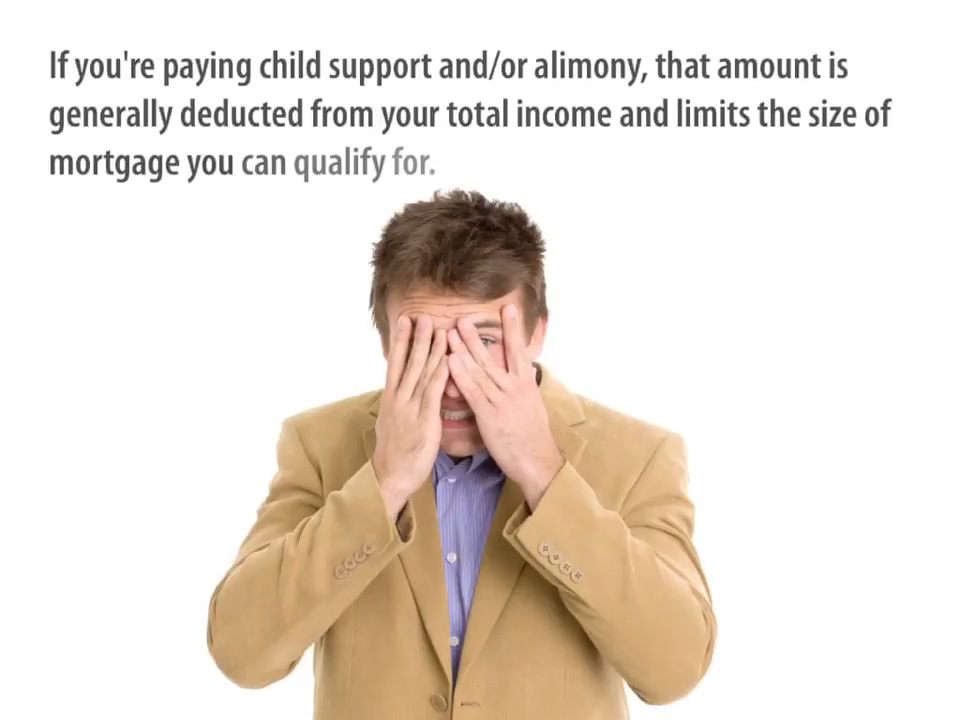 If you're paying child support and/or alimony, that amount is
generally deducted from your total income and limits the size of
mortgage you can qualify for.